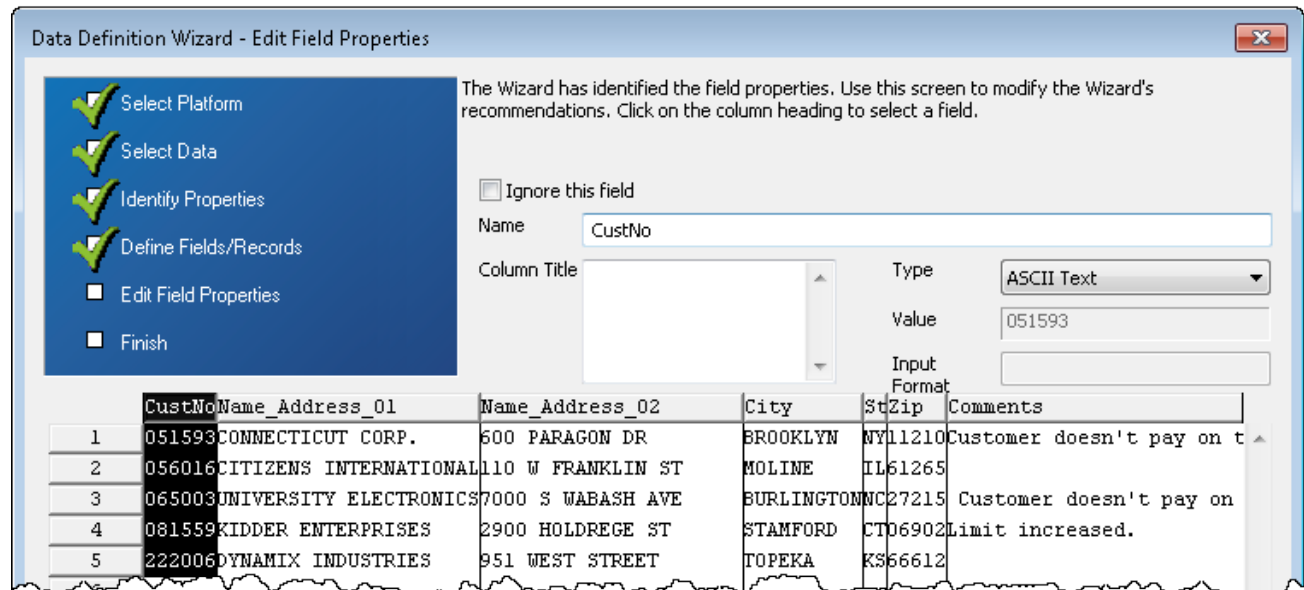 Data Definition Wizard - Edit Field Properties
Select Platform
Select Data
Identify Properties
Define Fields/Records
Edit Field Properties
Finish
The Wizard has identified the field properties. Use this screen to modify the Wizard's
recommendations. Click on the column heading to select a field.
Ignore this field
Name CustNo
Column Title
Type ASCII Text
Value 051593
Input
Format
CustNo Name_Address_01 Name_Address_02 City St Zip Comments
1 051593 CONNECTICUT CORP. 600 PARAGON DR BROOKLYN NY 11210 Customer doesn't pay on t
2 056016 CITIZENS INTERNATIONAL 110 W FRANKLIN ST MOLINE IL 61265
3 065003 UNIVERSITY ELECTRONICS 7000 S WABASH AVE BURLINGTON NC 27215 Customer doesn't pay on
4 081559 KIDDER ENTERPRISES 2900 HOLDREGE ST STAMFORD CT 06902 Limit increased.
5 222006 DYNAMIX INDUSTRIES 951 WEST STREET TOPEKA KS 66612